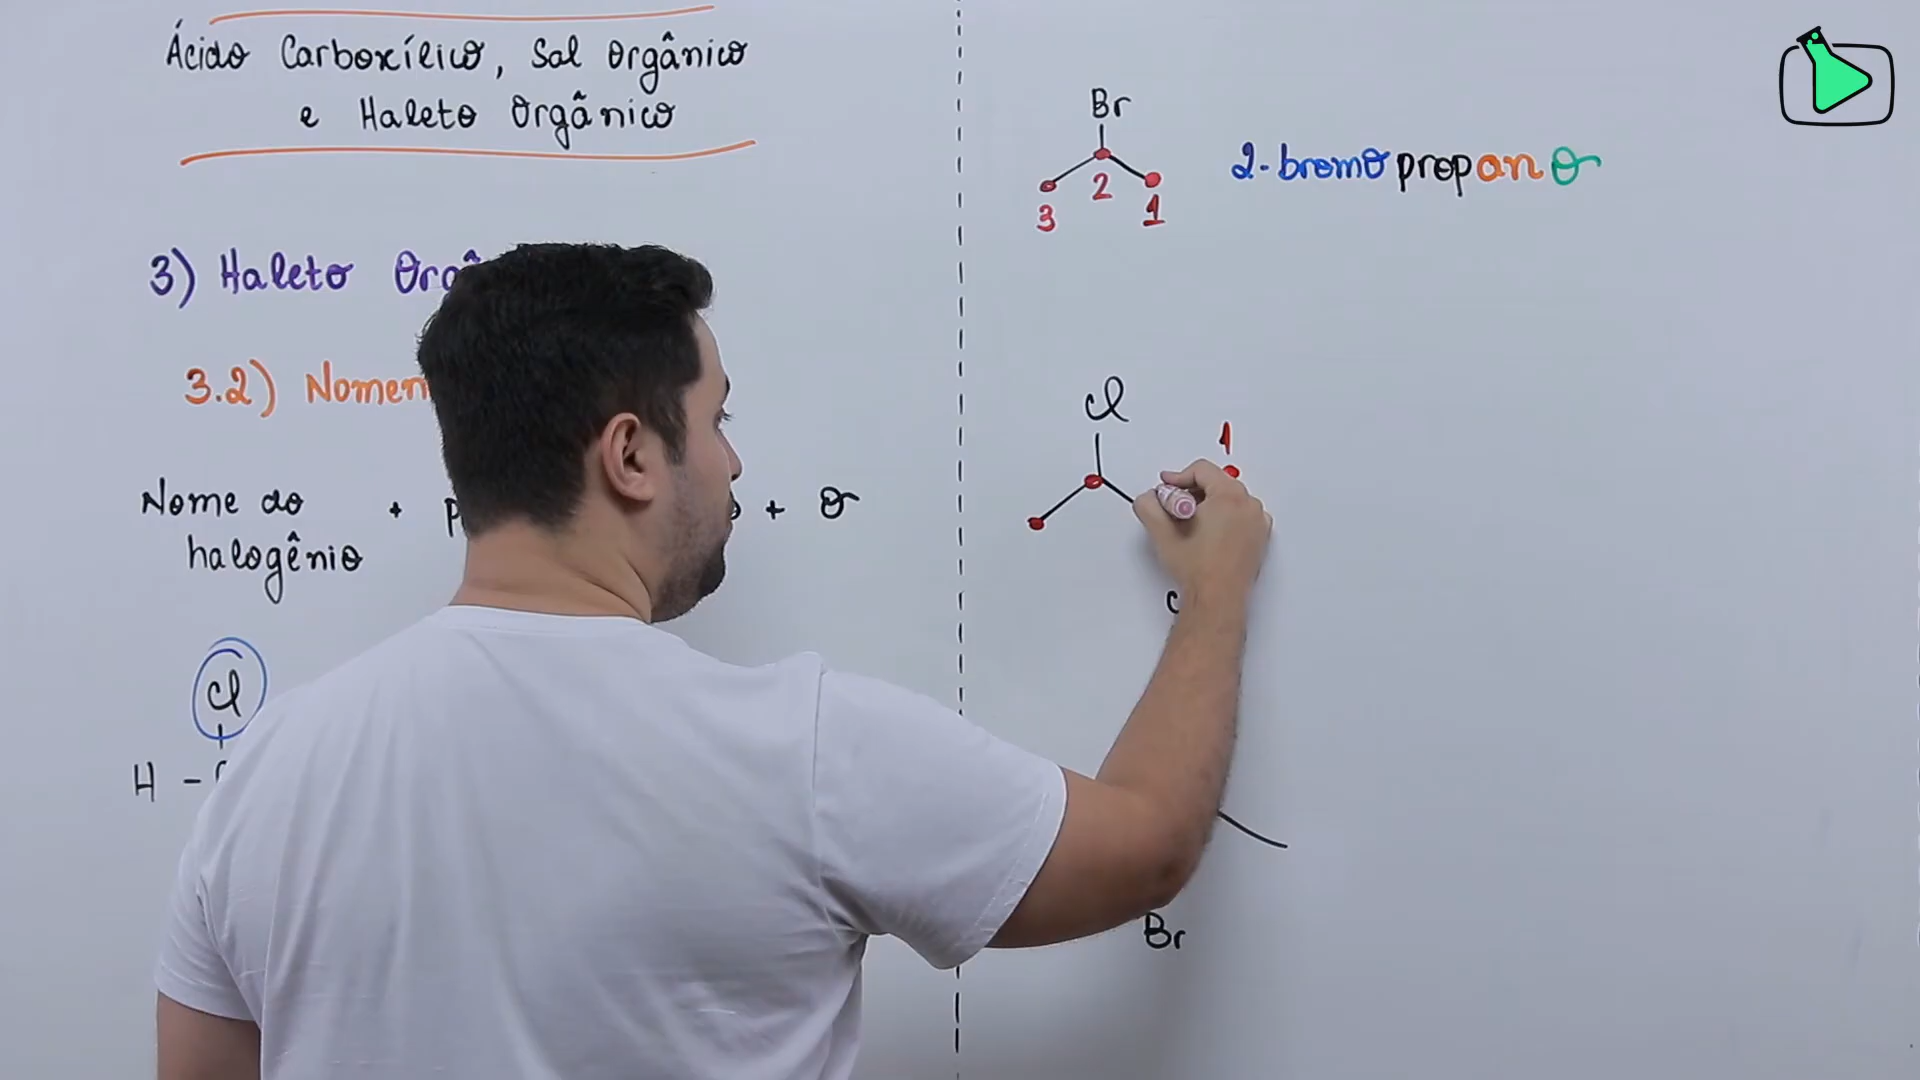 Ácido Carboxílico, Sal Orgânico
e Haleto Orgânico
3) Haleto
3.2)
Nome do + + o
halogênio
Cl
H -
Br
3 2 1
2-bromopropano
Cl
1
Br